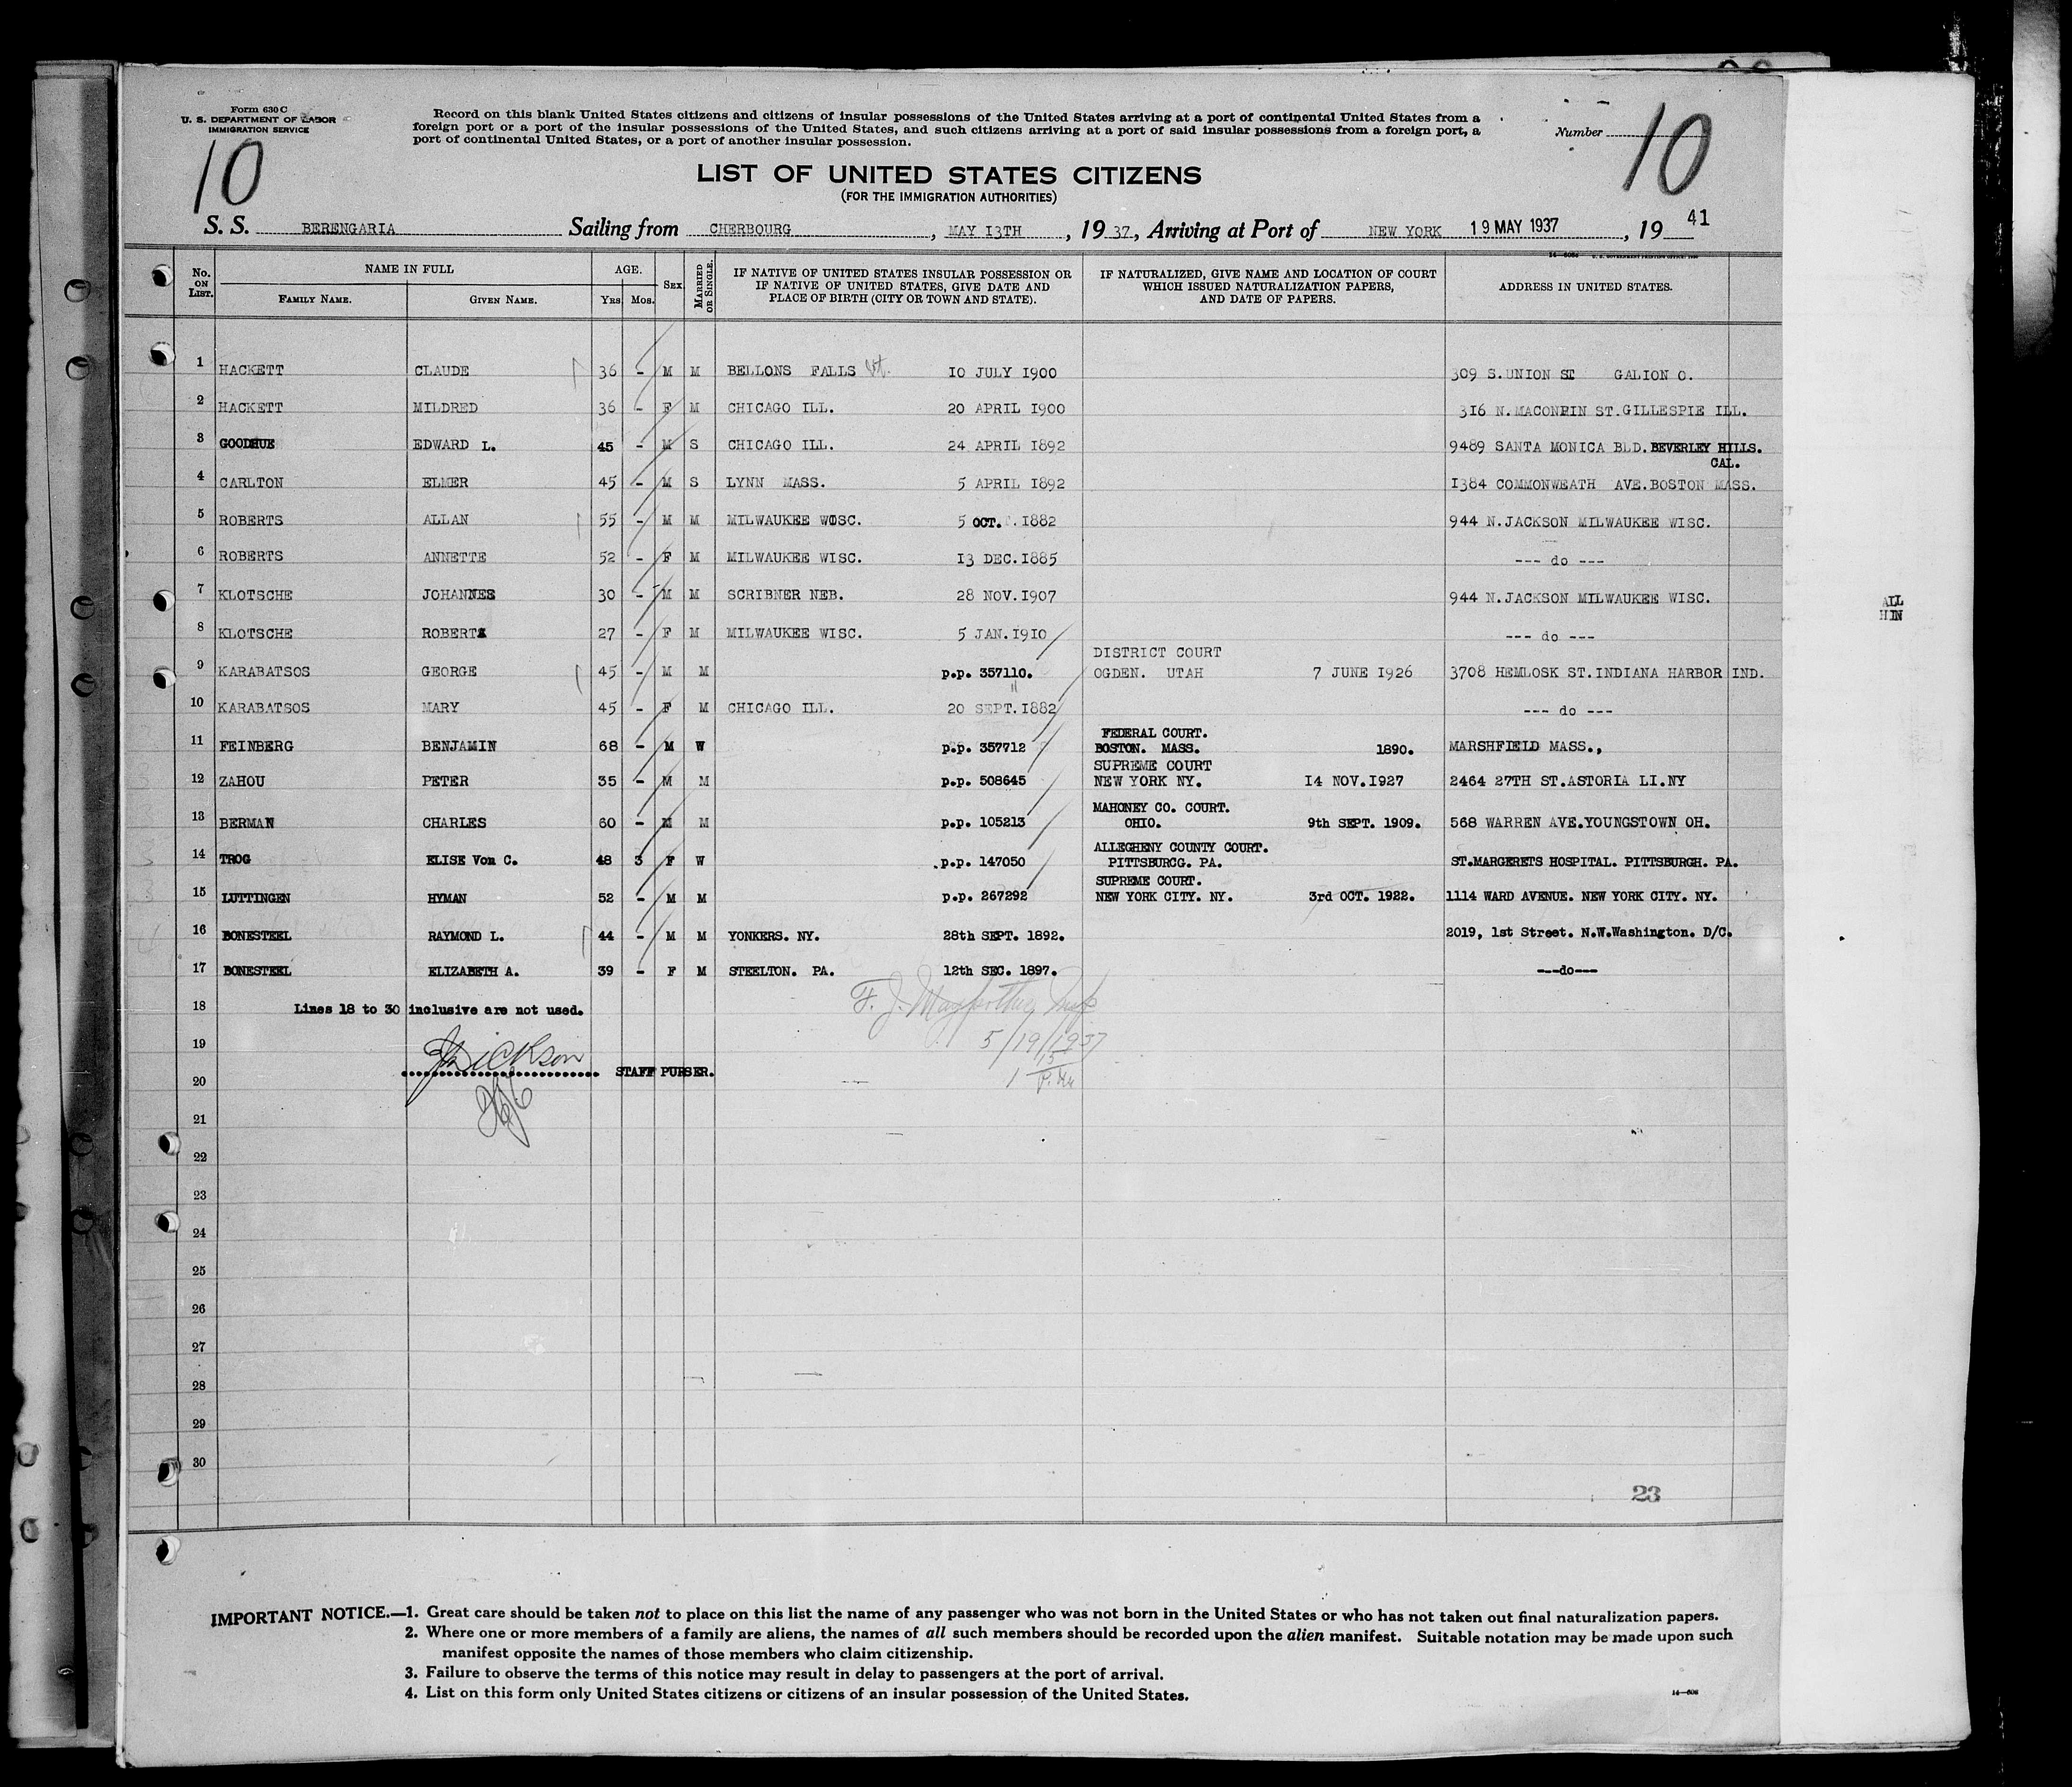 Form 630 C
U. S. DEPARTMENT OF LABOR
IMMIGRATION SERVICE
Record on this blank United States citizens and citizens of insular possessions of the United States arriving at a port of continental United States from a
foreign port or a port of the insular possessions of the United States, and such citizens arriving at a port of said insular possessions from a foreign port, a
port of continental United States, or a port of another insular possession.
Number
10
10
LIST OF UNITED STATES CITIZENS
(FOR THE IMMIGRATION AUTHORITIES)
S. S. BERENGARIA Sailing from CHERBOURG, MAY 13TH, 19 37, Arriving at Port of NEW YORK 19 MAY 1937, 19 41
No. ON LIST. NAME IN FULL FAMILY NAME. GIVEN NAME. AGE. Yrs Mos. SEX MARRIED OR SINGLE. IF NATIVE OF UNITED STATES INSULAR POSSESSION OR IF NATIVE OF UNITED STATES, GIVE DATE AND PLACE OF BIRTH (CITY OR TOWN AND STATE). IF NATURALIZED, GIVE NAME AND LOCATION OF COURT WHICH ISSUED NATURALIZATION PAPERS, AND DATE OF PAPERS. ADDRESS IN UNITED STATES.
1 HACKETT CLAUDE 36 - M M BELLONS FALLS Vt. 10 JULY 1900 309 S.UNION ST GALION O.
2 HACKETT MILDRED 36 - F M CHICAGO ILL. 20 APRIL 1900 316 N.MACONPIN ST.GILLESPIE ILL.
3 GOODHUE EDWARD L. 45 - M S CHICAGO ILL. 24 APRIL 1892 9489 SANTA MONICA BLD.BEVERLEY HILLS.
CAL.
4 CARLTON ELMER 45 - M S LYNN MASS. 5 APRIL 1892 1384 COMMONWEATH AVE.BOSTON MASS.
5 ROBERTS ALLAN 55 - M M MILWAUKEE WOSC. 5 OCT. 1882 944 N.JACKSON MILWAUKEE WISC.
6 ROBERTS ANNETTE 52 - F M MILWAUKEE WISC. 13 DEC.1885 --- do ---
7 KLOTSCHE JOHANNES 30 - M M SCRIBNER NEB. 28 NOV.1907 944 N.JACKSON MILWAUKEE WISC.
8 KLOTSCHE ROBERTA 27 - F M MILWAUKEE WISC. 5 JAN.1910 --- do ---
DISTRICT COURT
9 KARABATSOS GEORGE 45 - M M p.p. 357110. OGDEN. UTAH 7 JUNE 1926 3708 HEMLOSK ST.INDIANA HARBOR IND.
10 KARABATSOS MARY 45 - F M CHICAGO ILL. 20 SEPT.1882 --- do ---
FEDERAL COURT.
11 FEINBERG BENJAMIN 68 - M W p.p. 357712 BOSTON. MASS. 1890. MARSHFIELD MASS.,
SUPREME COURT
12 ZAHOU PETER 35 - M M p.p. 508645 NEW YORK NY. 14 NOV.1927 2464 27TH ST.ASTORIA LI.NY
MAHONEY CO. COURT.
13 BERMAN CHARLES 60 - M M p.p. 105213 OHIO. 9th SEPT. 1909. 568 WARREN AVE.YOUNGSTOWN OH.
ALLEGHENY COUNTY COURT.
14 TROG ELISE Von C. 48 3 F W p.p. 147050 PITTSBURCG. PA. ST.MARGERETS HOSPITAL. PITTSBURGH. PA.
SUPREME COURT.
15 LUTTINGEN HYMAN 52 - M M p.p. 267292 NEW YORK CITY. NY. 3rd OCT. 1922. 1114 WARD AVENUE. NEW YORK CITY. NY.
16 BONESTEEL RAYMOND L. 44 - M M YONKERS. NY. 28th SEPT. 1892. 2019, 1st Street. N.W.Washington. D/C.
17 BONESTEEL ELIZABETH A. 39 - F M STEELTON. PA. 12th SEC. 1897. ---do---
18 Lines 18 to 30 inclusive are not used.
19 5/19/1937
Dickson STAFF PURSER.
20
21
22
23
24
25
26
27
28
29
30
23
IMPORTANT NOTICE.—1. Great care should be taken not to place on this list the name of any passenger who was not born in the United States or who has not taken out final naturalization papers.
2. Where one or more members of a family are aliens, the names of all such members should be recorded upon the alien manifest. Suitable notation may be made upon such
manifest opposite the names of those members who claim citizenship.
3. Failure to observe the terms of this notice may result in delay to passengers at the port of arrival.
4. List on this form only United States citizens or citizens of an insular possession of the United States.